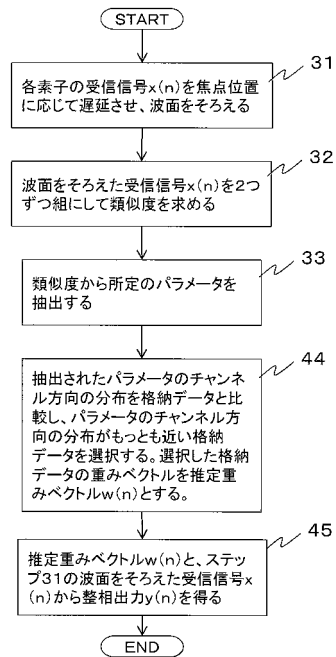 START
31
各素子の受信信号x(n)を焦点位置
に応じて遅延させ、波面をそろえる
32
波面をそろえた受信信号x(n)を2つ
ずつ組にして類似度を求める
33
類似度から所定のパラメータを
抽出する
44
抽出されたパラメータのチャンネ
ル方向の分布を格納データと比
較し、パラメータのチャンネル方
向の分布がもっとも近い格納
データを選択する。選択した格納
データの重みベクトルを推定重
みベクトルw(n)とする。
45
推定重みベクトルw(n)と、ステッ
プ31の波面をそろえた受信信号x
(n)から整相出力y(n)を得る
END